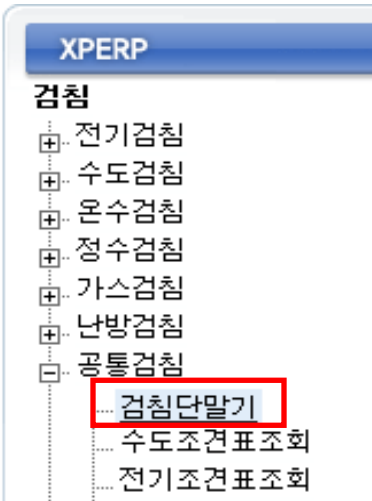 XPERP
검침
전기검침
수도검침
온수검침
정수검침
가스검침
난방검침
공통검침
검침단말기
수도조견표조회
전기조견표조회